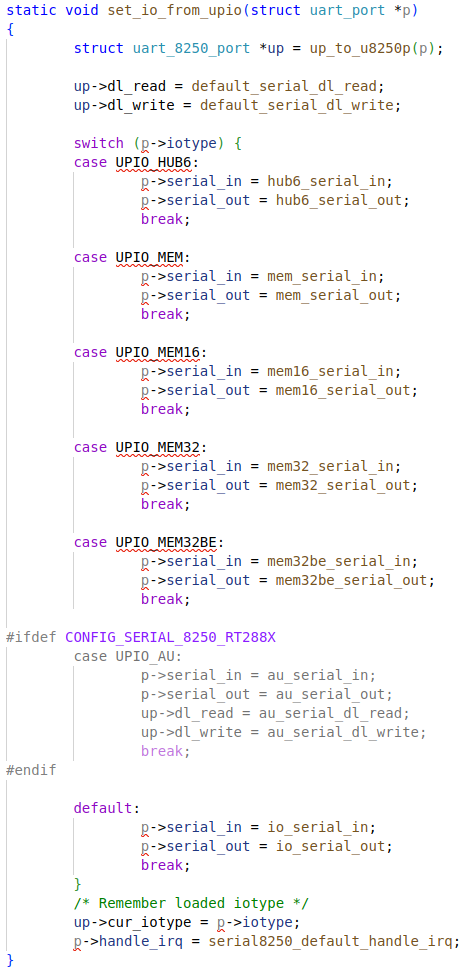 static void set_io_from_upio(struct uart_port *p)
{
        struct uart_8250_port *up = up_to_u8250p(p);

        up->dl_read = default_serial_dl_read;
        up->dl_write = default_serial_dl_write;

        switch (p->iotype) {
        case UPIO_HUB6:
                p->serial_in = hub6_serial_in;
                p->serial_out = hub6_serial_out;
                break;

        case UPIO_MEM:
                p->serial_in = mem_serial_in;
                p->serial_out = mem_serial_out;
                break;

        case UPIO_MEM16:
                p->serial_in = mem16_serial_in;
                p->serial_out = mem16_serial_out;
                break;

        case UPIO_MEM32:
                p->serial_in = mem32_serial_in;
                p->serial_out = mem32_serial_out;
                break;

        case UPIO_MEM32BE:
                p->serial_in = mem32be_serial_in;
                p->serial_out = mem32be_serial_out;
                break;

#ifdef CONFIG_SERIAL_8250_RT288X
        case UPIO_AU:
                p->serial_in = au_serial_in;
                p->serial_out = au_serial_out;
                up->dl_read = au_serial_dl_read;
                up->dl_write = au_serial_dl_write;
                break;
#endif

        default:
                p->serial_in = io_serial_in;
                p->serial_out = io_serial_out;
                break;
        }
        /* Remember loaded iotype */
        up->cur_iotype = p->iotype;
        p->handle_irq = serial8250_default_handle_irq;
}